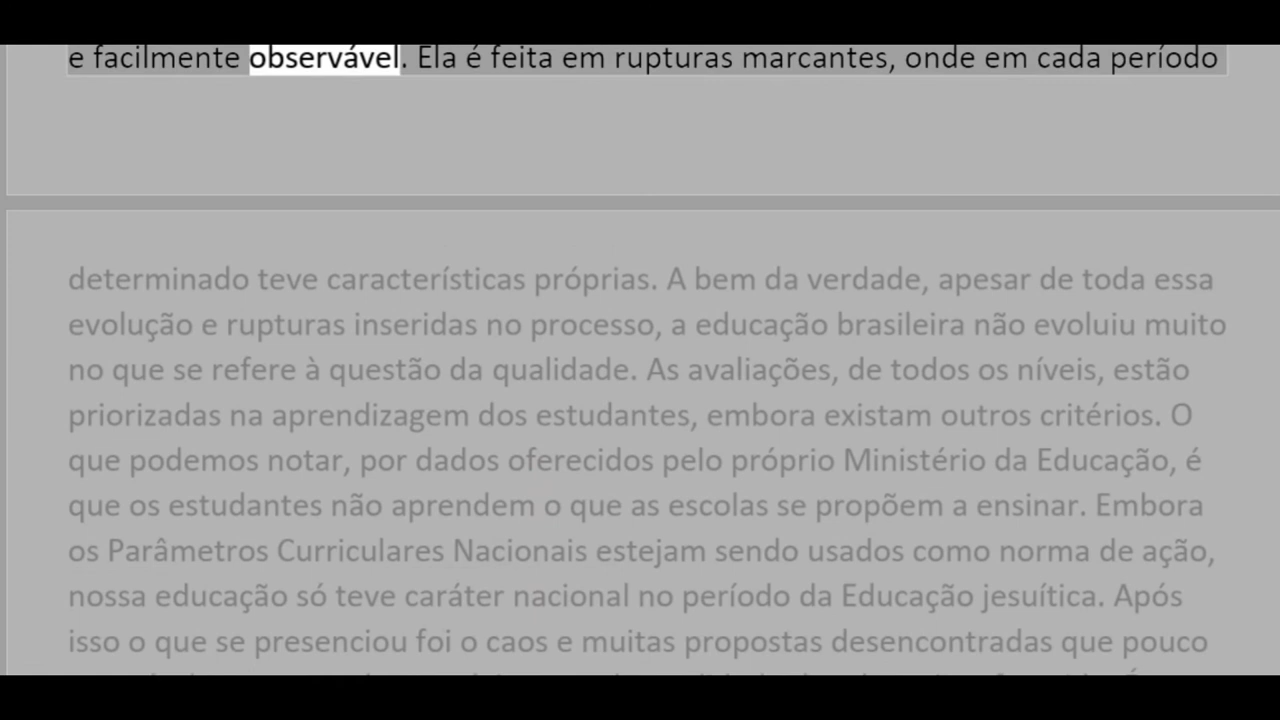 e facilmente observável. Ela é feita em rupturas marcantes, onde em cada período
determinado teve características próprias. A bem da verdade, apesar de toda essa
evolução e rupturas inseridas no processo, a educação brasileira não evoluiu muito
no que se refere à questão da qualidade. As avaliações, de todos os níveis, estão
priorizadas na aprendizagem dos estudantes, embora existam outros critérios. O
que podemos notar, por dados oferecidos pelo próprio Ministério da Educação, é
que os estudantes não aprendem o que as escolas se propõem a ensinar. Embora
os Parâmetros Curriculares Nacionais estejam sendo usados como norma de ação,
nossa educação só teve caráter nacional no período da Educação jesuítica. Após
isso o que se presenciou foi o caos e muitas propostas desencontradas que pouco